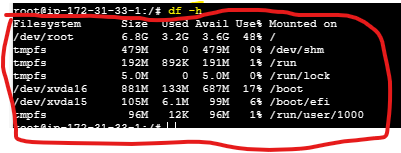 root@ip-172-31-33-1:/# df -h
Filesystem Size Used Avail Use% Mounted on
/dev/root 6.8G 3.2G 3.6G 48% /
tmpfs 479M 0 479M 0% /dev/shm
tmpfs 192M 892K 191M 1% /run
tmpfs 5.0M 0 5.0M 0% /run/lock
/dev/xvda16 881M 133M 687M 17% /boot
/dev/xvda15 105M 6.1M 99M 6% /boot/efi
tmpfs 96M 12K 96M 1% /run/user/1000
root@ip-172-31-33-1:/#